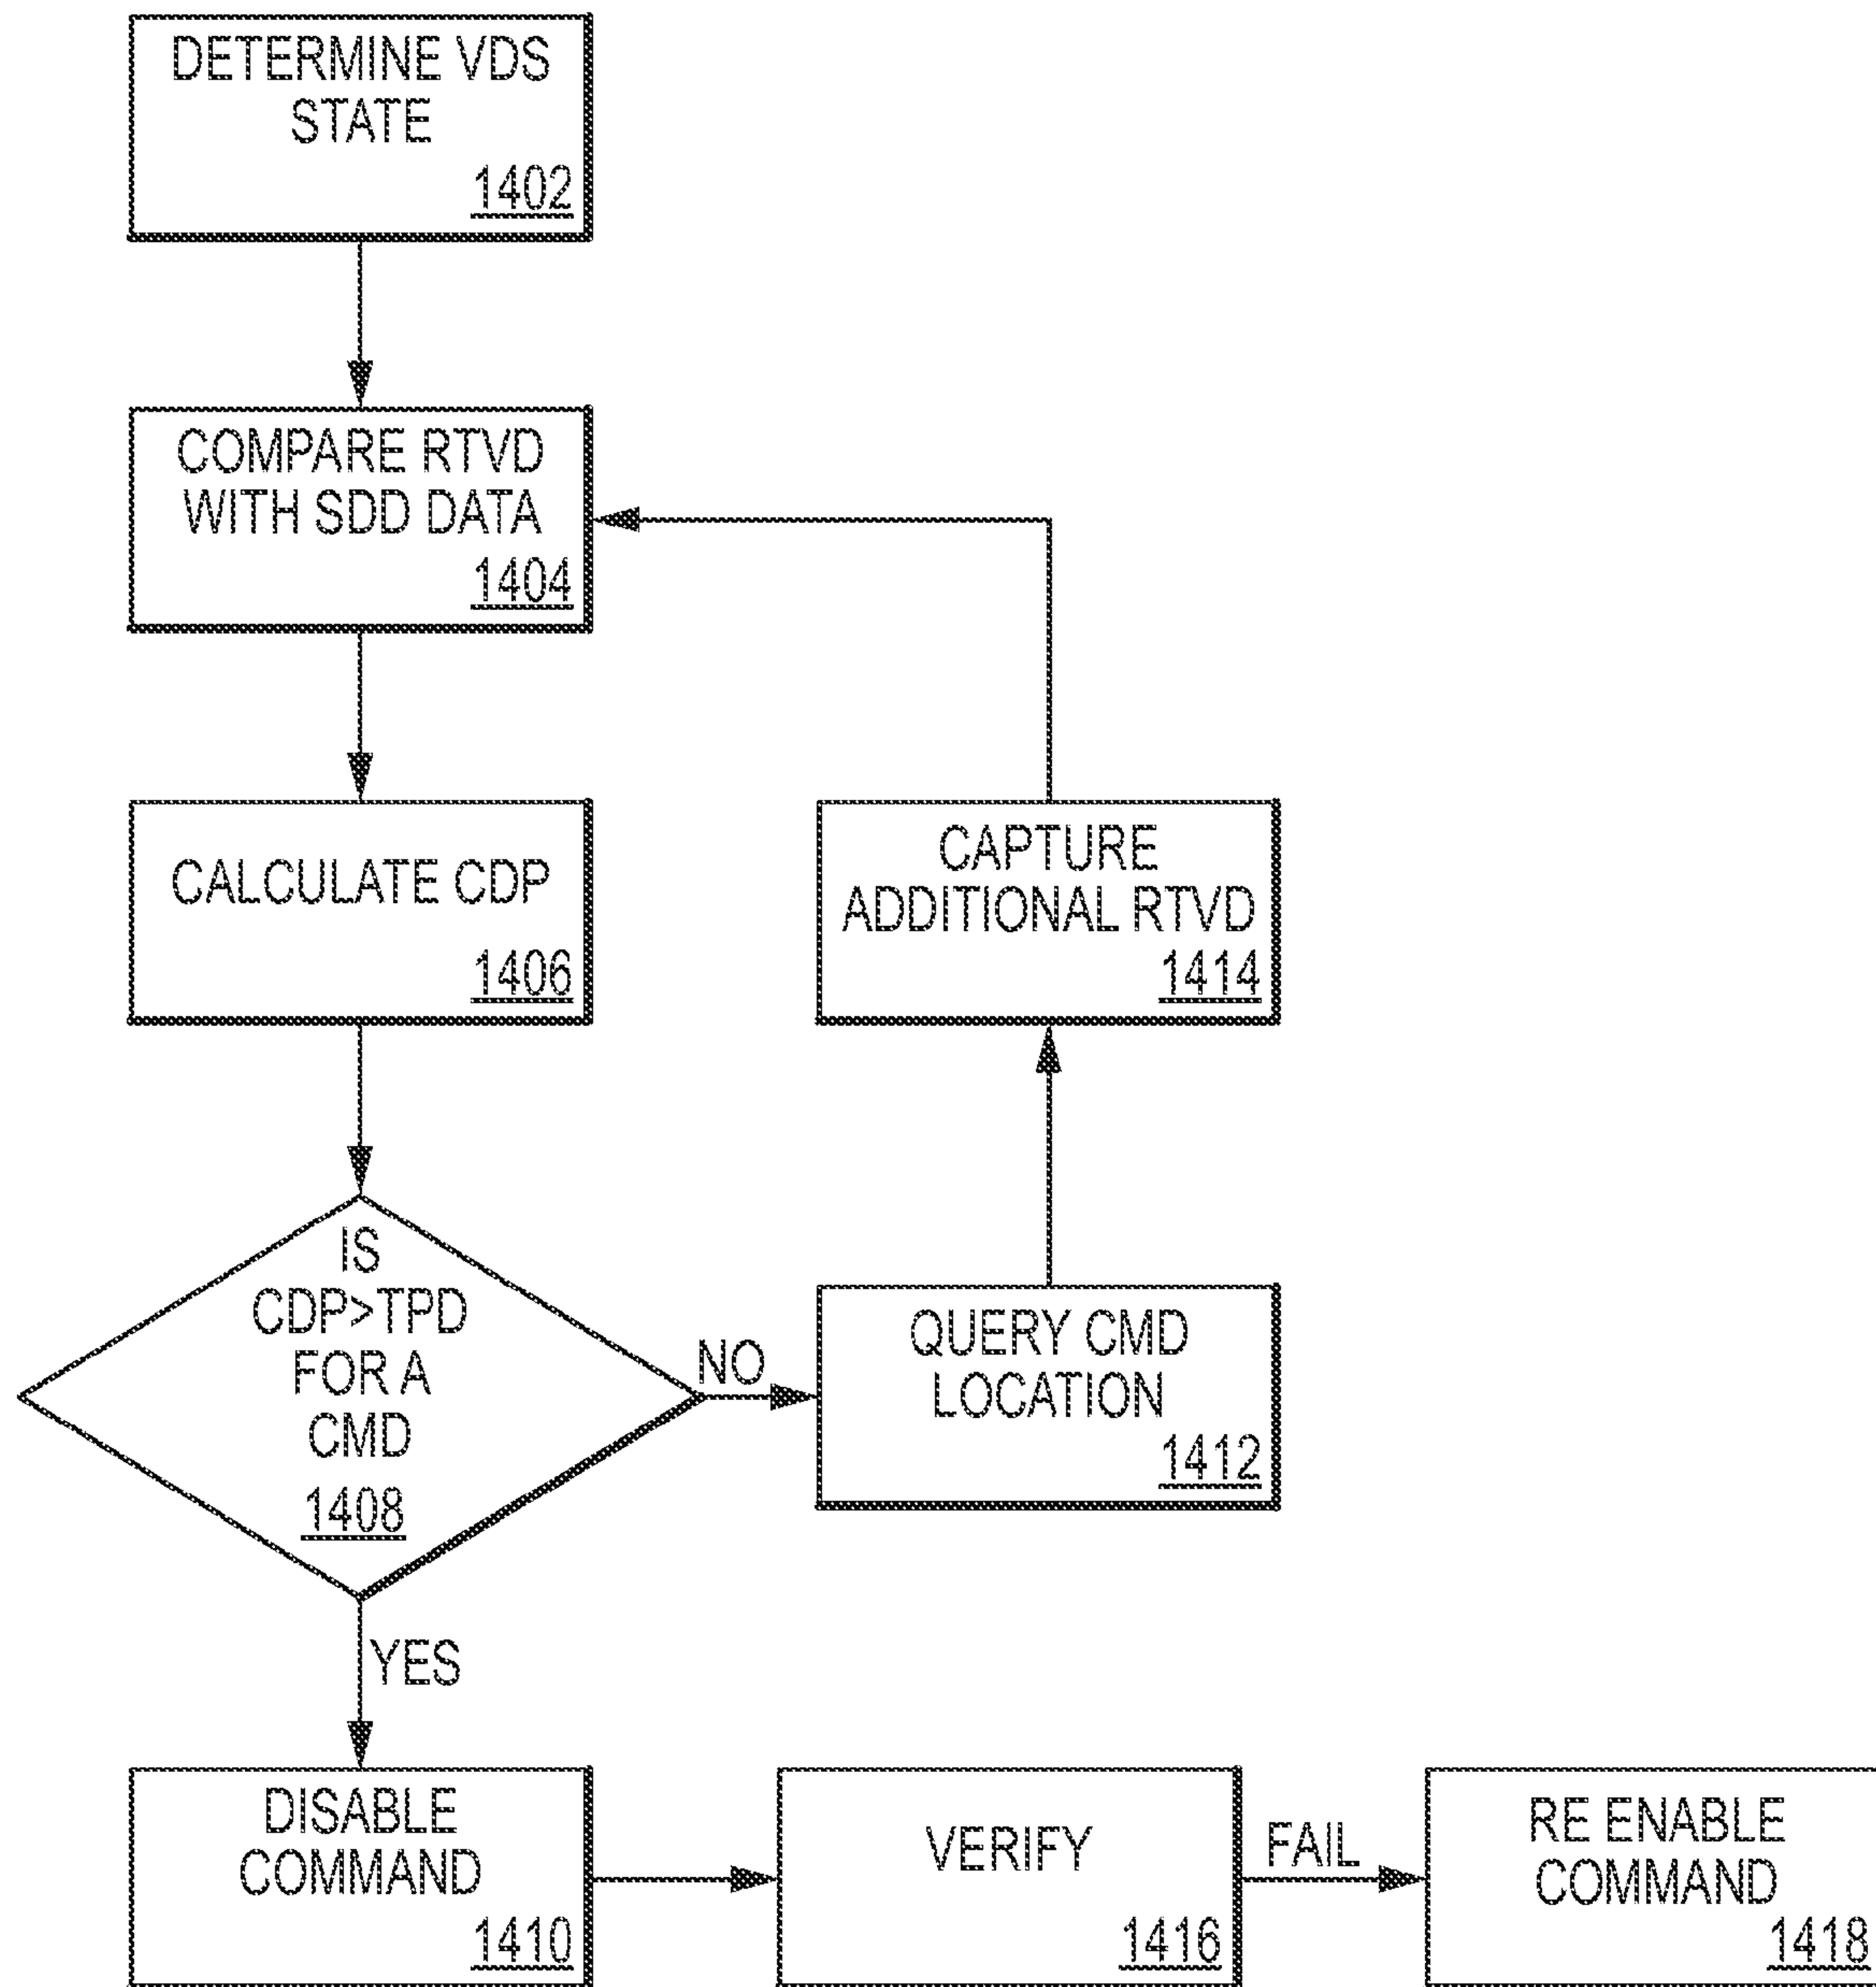 DETERMINE VDS
STATE
1402
COMPARE RTVD
WITH SDD DATA
1404
CALCULATE CDP
1406
CAPTURE
ADDITIONAL RTVD
1414
IS
CDP>TPD
FOR A
CMD
1408
NO
QUERY CMD
LOCATION
1412
YES
DISABLE
COMMAND
1410
VERIFY
1416
FAIL
RE ENABLE
COMMAND
1418